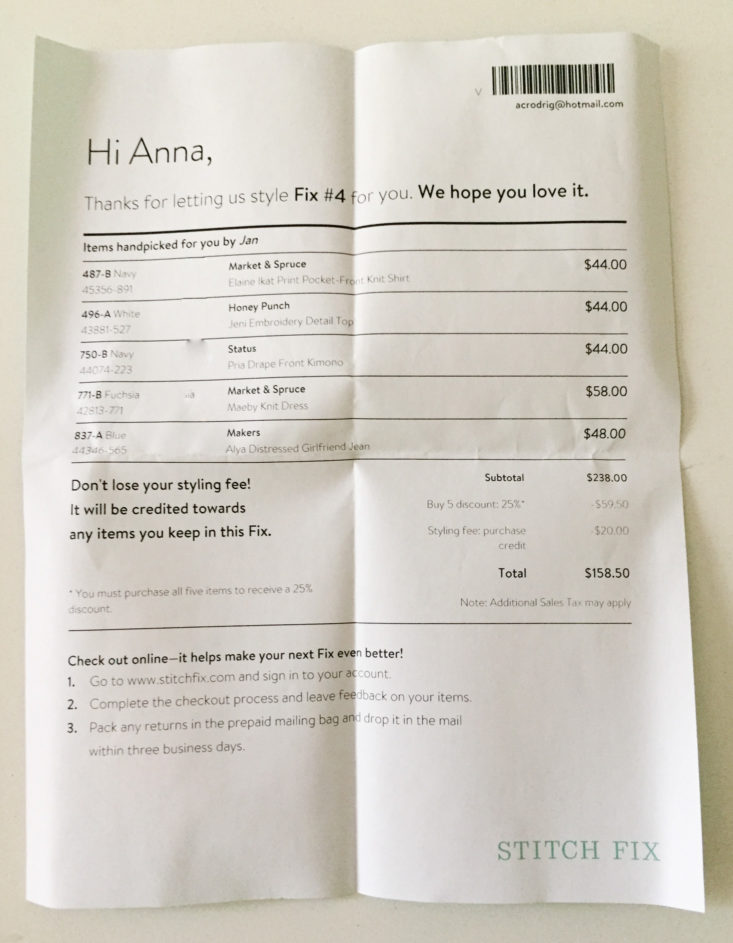 V
acrodrig@hotmail.com
Hi Anna,
Thanks for letting us style Fix #4 for you. We hope you love it.
Items handpicked for you by Jan
487-B Navy Market & Spruce $44.00
45356-891 Elaine Ikat Print Pocket-Front Knit Shirt
496-A White Honey Punch $44.00
43881-527 Jeni Embroidery Detail Top
750-B Navy Status $44.00
44074-223 Pria Drape Front Kimono
771-B Fuchsia Market & Spruce $58.00
42813-771 Maeby Knit Dress
837-A Blue Makers $48.00
44346-565 Alya Distressed Girlfriend Jean
Don't lose your styling fee!
It will be credited towards
any items you keep in this Fix.
Subtotal $238.00
Buy 5 discount: 25%* -$59.50
Styling fee: purchase -$20.00
credit
Total $158.50
* You must purchase all five items to receive a 25%
discount.
Note: Additional Sales Tax may apply
Check out online—it helps make your next Fix even better!
1. Go to www.stitchfix.com and sign in to your account.
2. Complete the checkout process and leave feedback on your items.
3. Pack any returns in the prepaid mailing bag and drop it in the mail
within three business days.
STITCH FIX